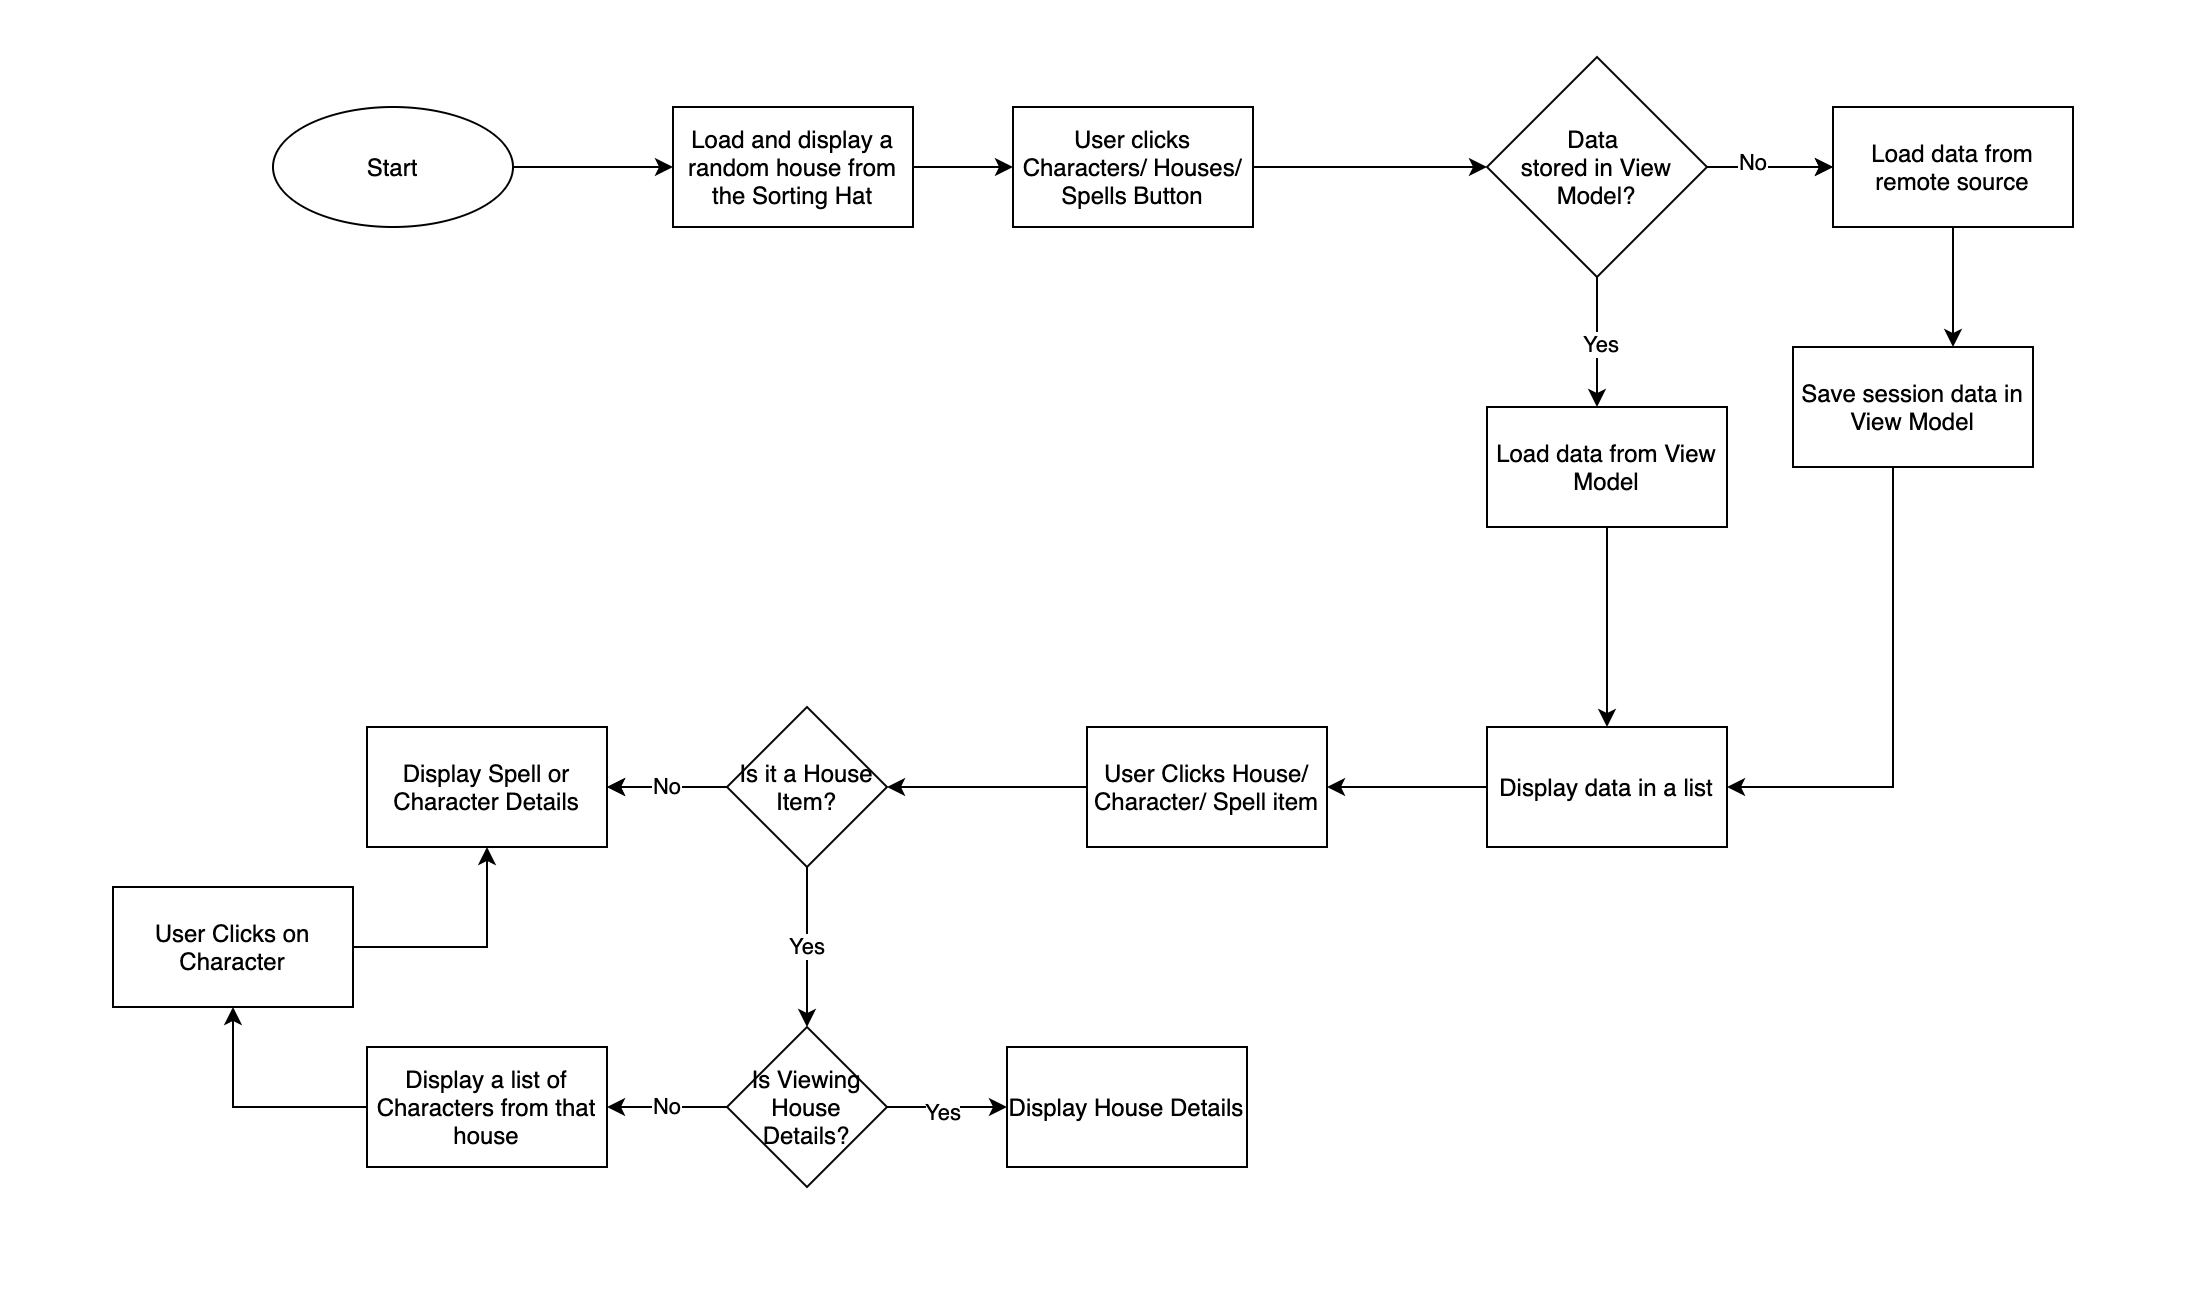 Start
Load and display a
random house from
the Sorting Hat
User clicks
Characters/ Houses/
Spells Button
Data
stored in View
Model?
No
Load data from
remote source
Yes
Save session data in
View Model
Load data from View
Model
Display Spell or
Character Details
No
Is it a House
Item?
User Clicks House/
Character/ Spell item
Display data in a list
User Clicks on
Character
Yes
Display a list of
Characters from that
house
No
Is Viewing
House
Details?
Yes
Display House Details